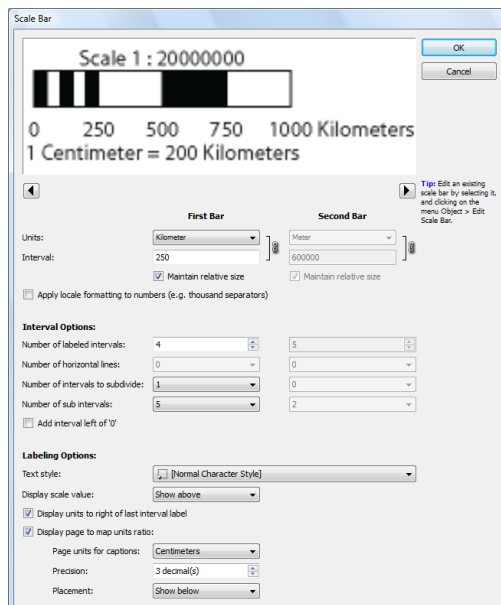 Scale Bar
Scale 1 : 20000000
0 250 500 750 1000 Kilometers
1 Centimeter = 200 Kilometers
OK
Cancel
Tip: Edit an existing
scale bar by selecting it,
and clicking on the
menu Object > Edit
Scale Bar.
First Bar Second Bar
Units: Kilometer Meter
Interval: 250 600000
Maintain relative size Maintain relative size
Apply locale formatting to numbers (e.g. thousand separators)
Interval Options:
Number of labeled intervals: 4 5
Number of horizontal lines: 0 0
Number of intervals to subdivide: 1 0
Number of sub intervals: 5 2
Add interval left of '0'
Labeling Options:
Text style: [Normal Character Style]
Display scale value: Show above
Display units to right of last interval label
Display page to map units ratio:
Page units for captions: Centimeters
Precision: 3 decimal(s)
Placement: Show below